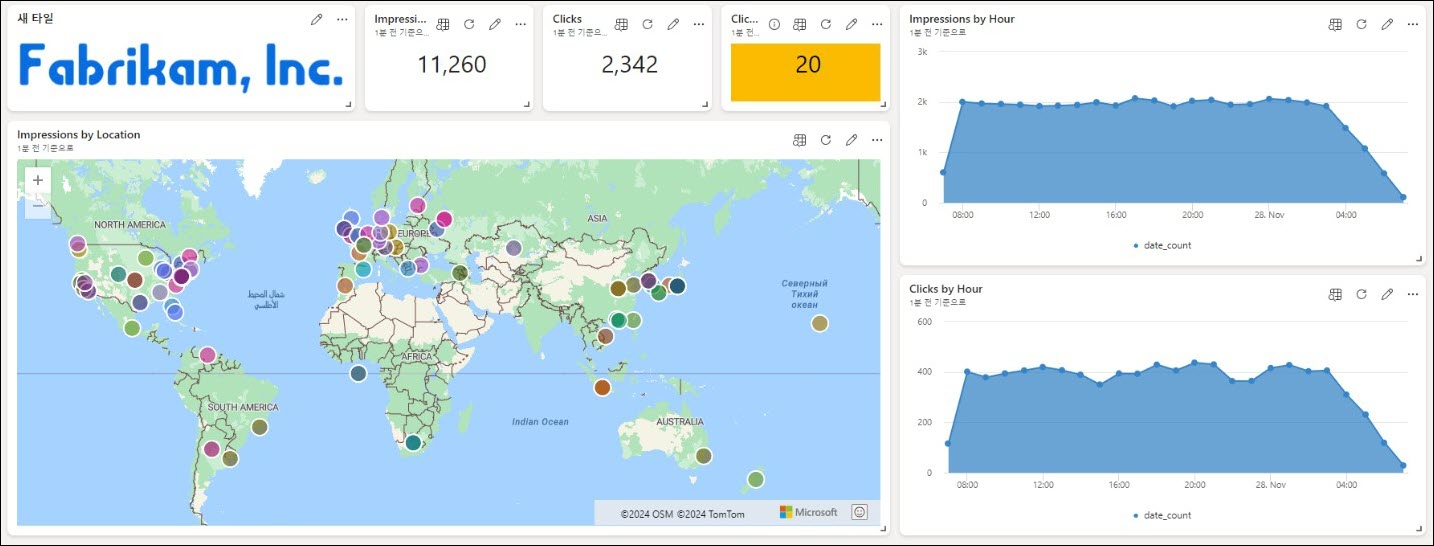 새 타일
Fabrikam, Inc.
Impressi...
1분 전 기준으...
11,260
Clicks
1분 전 기준으...
2,342
Clic...
1분 전...
20
Impressions by Location
1분 전 기준으로
+
−
NORTH AMERICA
EUROPE
ASIA
شمال المحيط
الأطلسي
Северный
Тихий
океан
AFRICA
SOUTH AMERICA
Indian Ocean
AUSTRALIA
©2024 OSM ©2024 TomTom
Microsoft
Impressions by Hour
1분 전 기준으로
3k
2k
1k
0
08:00 12:00 16:00 20:00 28. Nov 04:00
date_count
Clicks by Hour
1분 전 기준으로
600
400
200
0
08:00 12:00 16:00 20:00 28. Nov 04:00
date_count